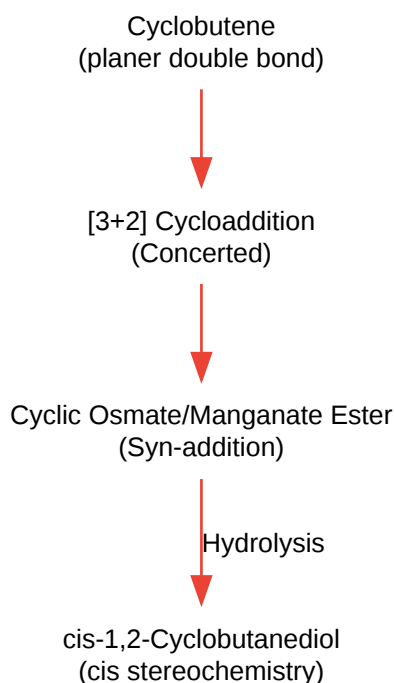 Cyclobutene
(planer double bond)
[3+2] Cycloaddition
(Concerted)
Cyclic Osmate/Manganate Ester
(Syn-addition)
Hydrolysis
cis-1,2-Cyclobutanediol
(cis stereochemistry)